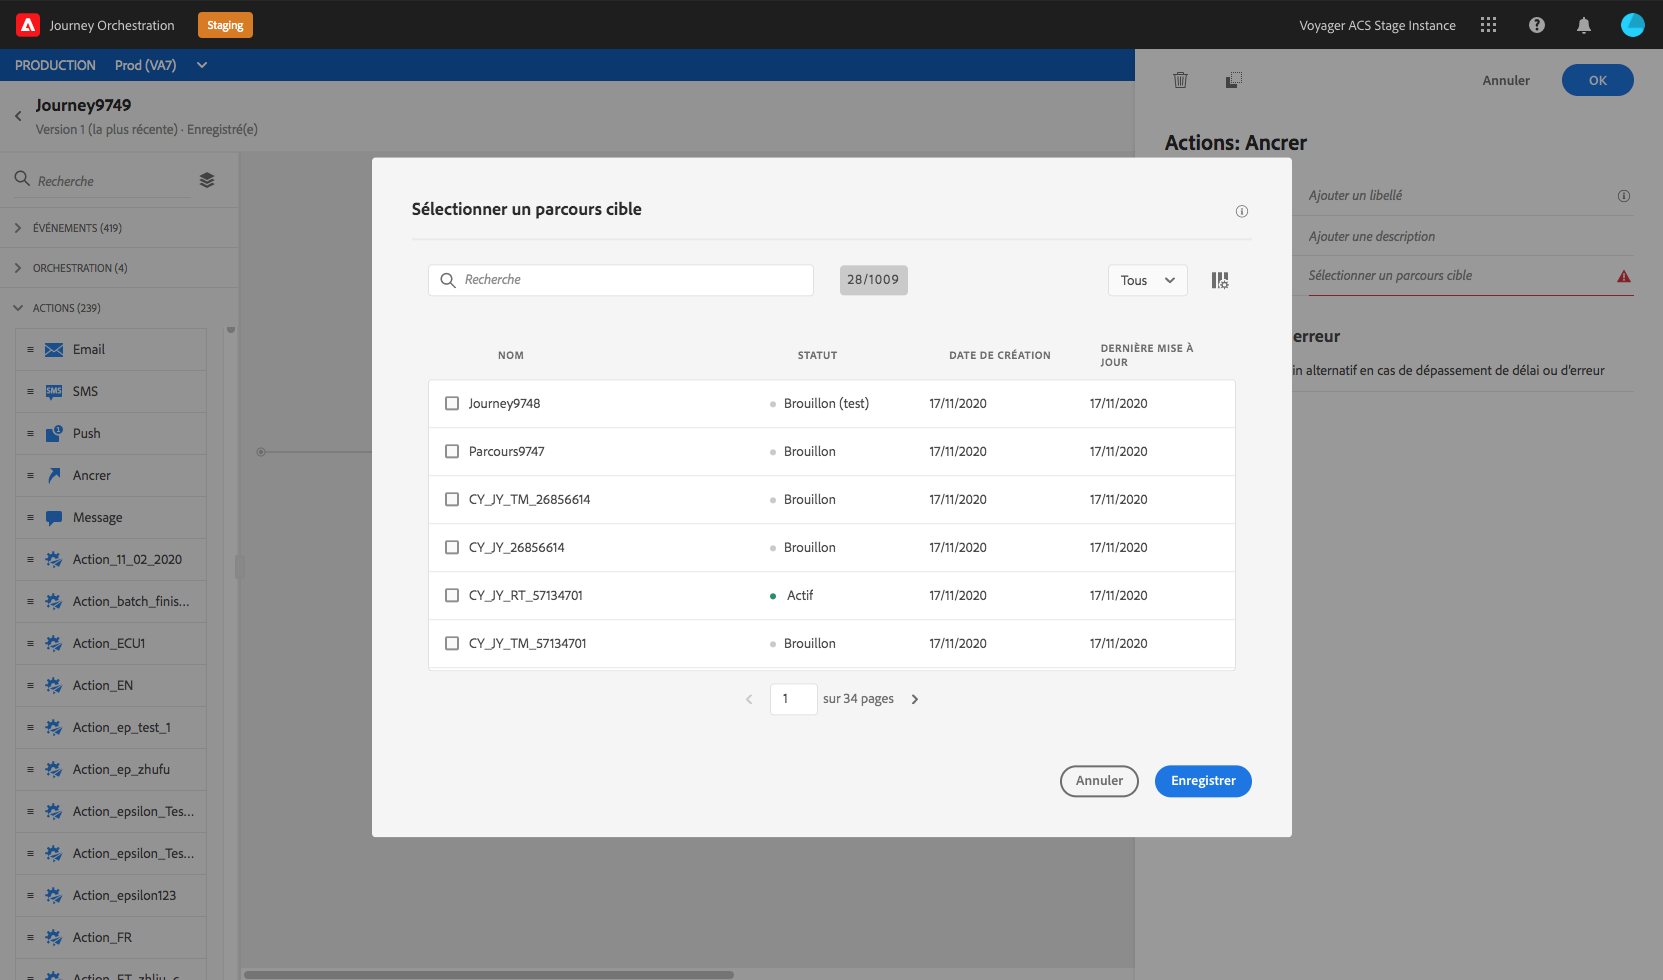 Journey Orchestration
Staging
Voyager ACS Stage Instance
PRODUCTION Prod (VA7)
Annuler
OK
Journey9749
Version 1 (la plus récente) · Enregistré(e)
Actions: Ancrer
Recherche
ÉVÉNEMENTS (419)
ORCHESTRATION (4)
ACTIONS (239)
Email
SMS
SMS
1
Push
Ancrer
Message
Action_11_02_2020
Action_batch_finis...
Action_ECU1
Action_EN
Action_ep_test_1
Action_ep_zhufu
Action_epsilon_Tes...
Action_epsilon_Tes...
Action_epsilon123
Action_FR
Sélectionner un parcours cible
Recherche
28/1009
Tous
NOM STATUT DATE DE CRÉATION DERNIÈRE MISE À
JOUR
Journey9748 Brouillon (test) 17/11/2020 17/11/2020
Parcours9747 Brouillon 17/11/2020 17/11/2020
CY_JY_TM_26856614 Brouillon 17/11/2020 17/11/2020
CY_JY_26856614 Brouillon 17/11/2020 17/11/2020
CY_JY_RT_57134701 Actif 17/11/2020 17/11/2020
CY_JY_TM_57134701 Brouillon 17/11/2020 17/11/2020
1 sur 34 pages
Annuler
Enregistrer
Ajouter un libellé
Ajouter une description
Sélectionner un parcours cible
erreur
in alternatif en cas de dépassement de délai ou d'erreur